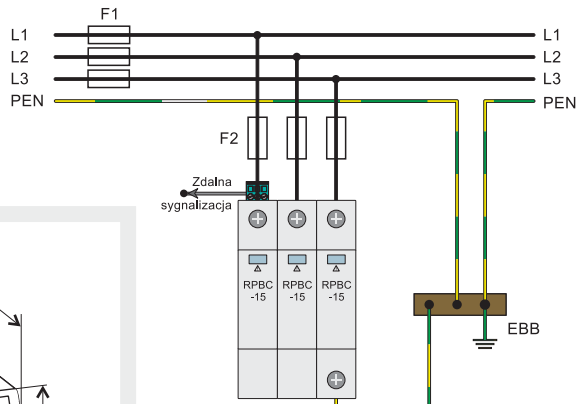 F1
L1 L1
L2 L2
L3 L3
PEN PEN
F2
Zdalna
sygnalizacja
RPBC RPBC RPBC
-15 -15 -15
EBB